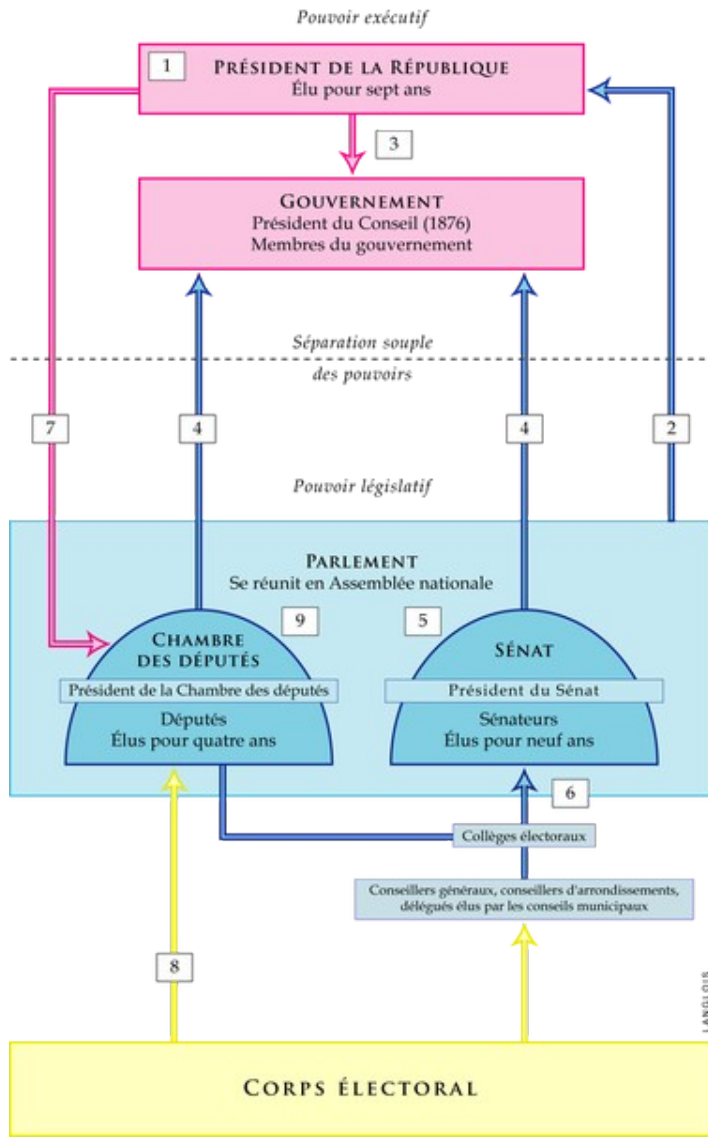 Pouvoir exécutif
1
PRÉSIDENT DE LA RÉPUBLIQUE
Élu pour sept ans
3
GOUVERNEMENT
Président du Conseil (1876)
Membres du gouvernement
Séparation souple
des pouvoirs
7
4
4
2
Pouvoir législatif
PARLEMENT
Se réunit en Assemblée nationale
9
5
CHAMBRE
DES DÉPUTÉS
Président de la Chambre des députés
Députés
Élus pour quatre ans
SÉNAT
Président du Sénat
Sénateurs
Élus pour neuf ans
6
Collèges électoraux
Conseillers généraux, conseillers d'arrondissements,
délégués élus par les conseils municipaux
8
LANGLOIS
CORPS ÉLECTORAL